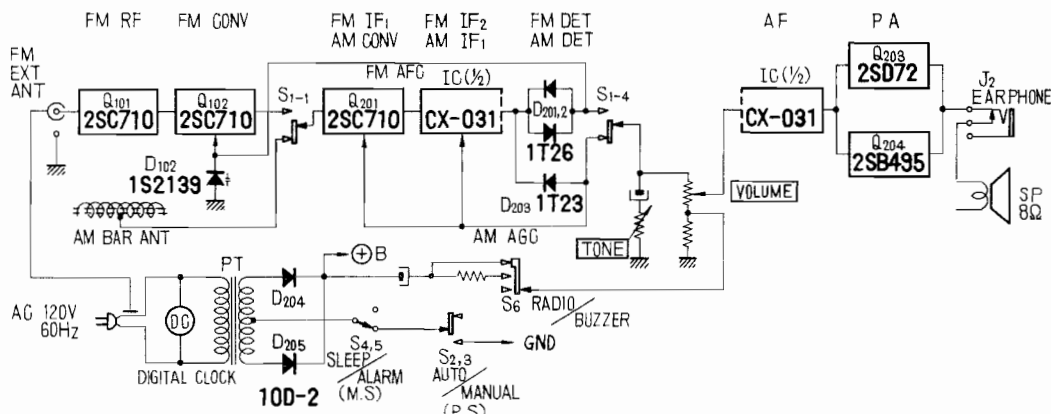 FM RF
FM CONV
FM IF1
AM CONV
FM IF2
AM IF1
FM DET
AM DET
AF
PA
FM
EXT
ANT
Q101
2SC710
Q102
2SC710
S1-1
FM AFC
Q201
2SC710
IC(½)
CX-031
D201,2
1T26
S1-4
IC(½)
CX-031
Q203
2SD72
Q204
2SB495
J2
EARPHONE
SP
8Ω
D102
1S2139
AM BAR ANT
D203 1T23
AM AGC
VOLUME
TONE
PT
⊕B
D204
AC 120V
60Hz
DC
DIGITAL CLOCK
D205
10D-2
S4,5
SLEEP
/ALARM
(M.S)
S2,3
AUTO
/MANUAL
(P.S)
GND
S6 RADIO
/BUZZER